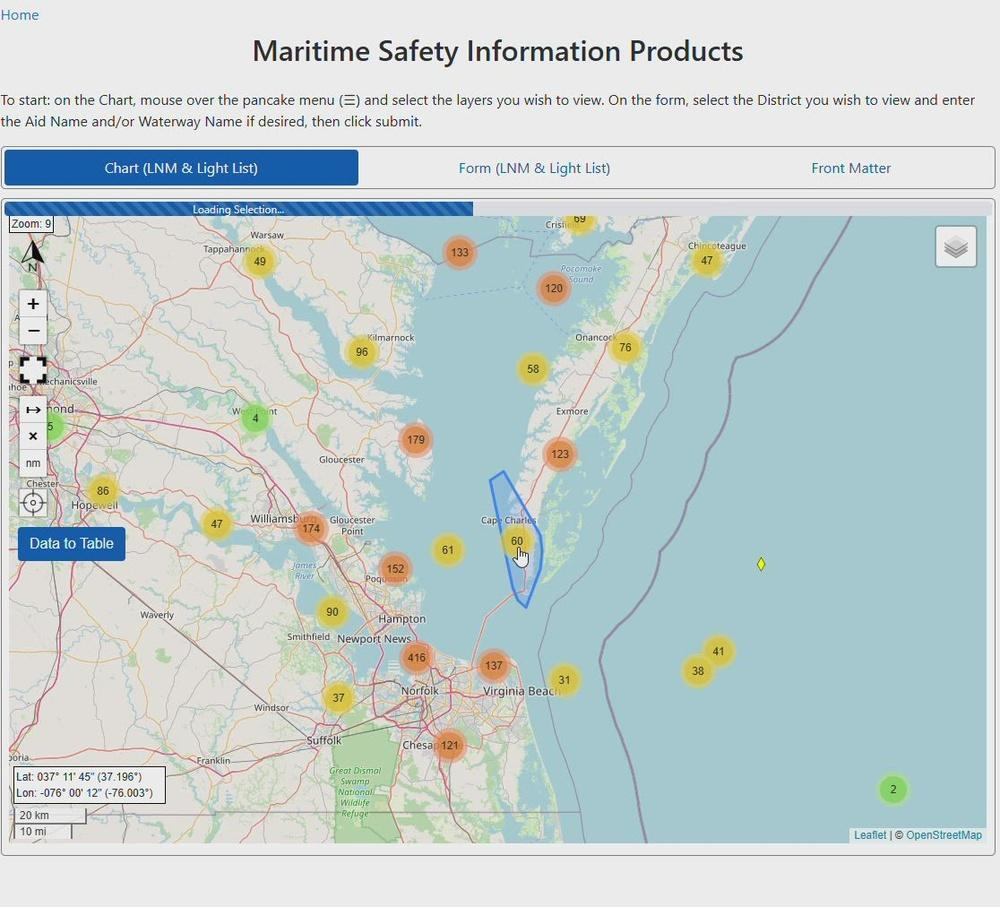 Home
Maritime Safety Information Products
To start: on the Chart, mouse over the pancake menu (☰) and select the layers you wish to view. On the form, select the District you wish to view and enter
the Aid Name and/or Waterway Name if desired, then click submit.
Chart (LNM & Light List)
Form (LNM & Light List)
Front Matter
Loading Selection...
Zoom: 9
N
+
−
↦
×
nm
Data to Table
Warsaw
Tappahannock
49
133
69
Crisfield
120
Pocomoke
Sound
Chincoteague
47
Kilmarnock
96
Onancock
76
58
Mechanicsville
mond
5
West Point
4
Exmore
179
123
Gloucester
Chester
86
Hopewell
47
Williamsburg
174
Gloucester
Point
Cape Charles
60
61
James
River
152
Poquoson
90
Waverly
Smithfield
Hampton
Newport News
416
137
41
38
31
Norfolk
Virginia Beach
37
Windsor
Suffolk
Chesap
121
Franklin
Great Dismal
Swamp
National
Wildlife
Refuge
2
Lat: 037° 11' 45" (37.196°)
Lon: -076° 00' 12" (-76.003°)
20 km
10 mi
Leaflet | © OpenStreetMap